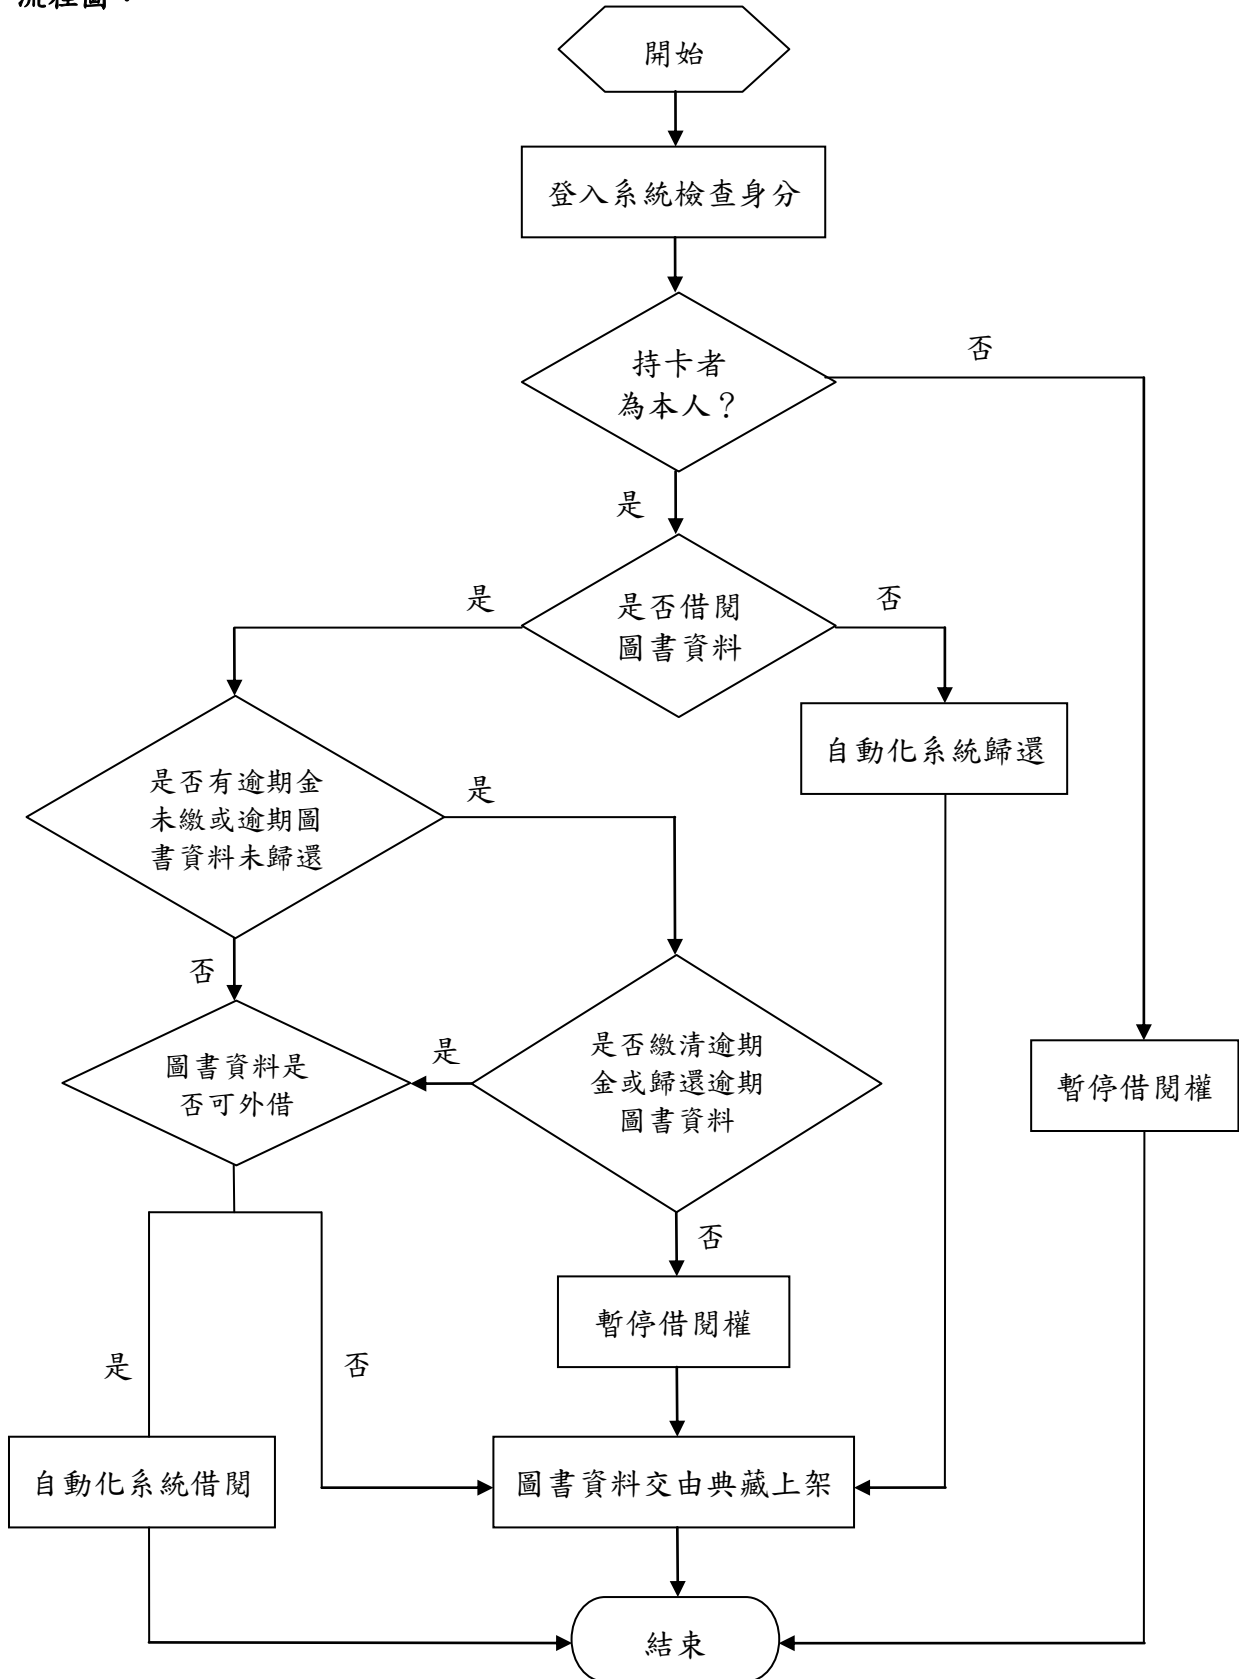 流程圖：
開始
登入系統檢查身分
持卡者
為本人？
否
是
是否借閱
圖書資料
是
否
自動化系統歸還
是否有逾期金
未繳或逾期圖
書資料未歸還
是
否
圖書資料是
否可外借
是
是否繳清逾期
金或歸還逾期
圖書資料
暫停借閱權
否
暫停借閱權
是
否
自動化系統借閱
圖書資料交由典藏上架
結束